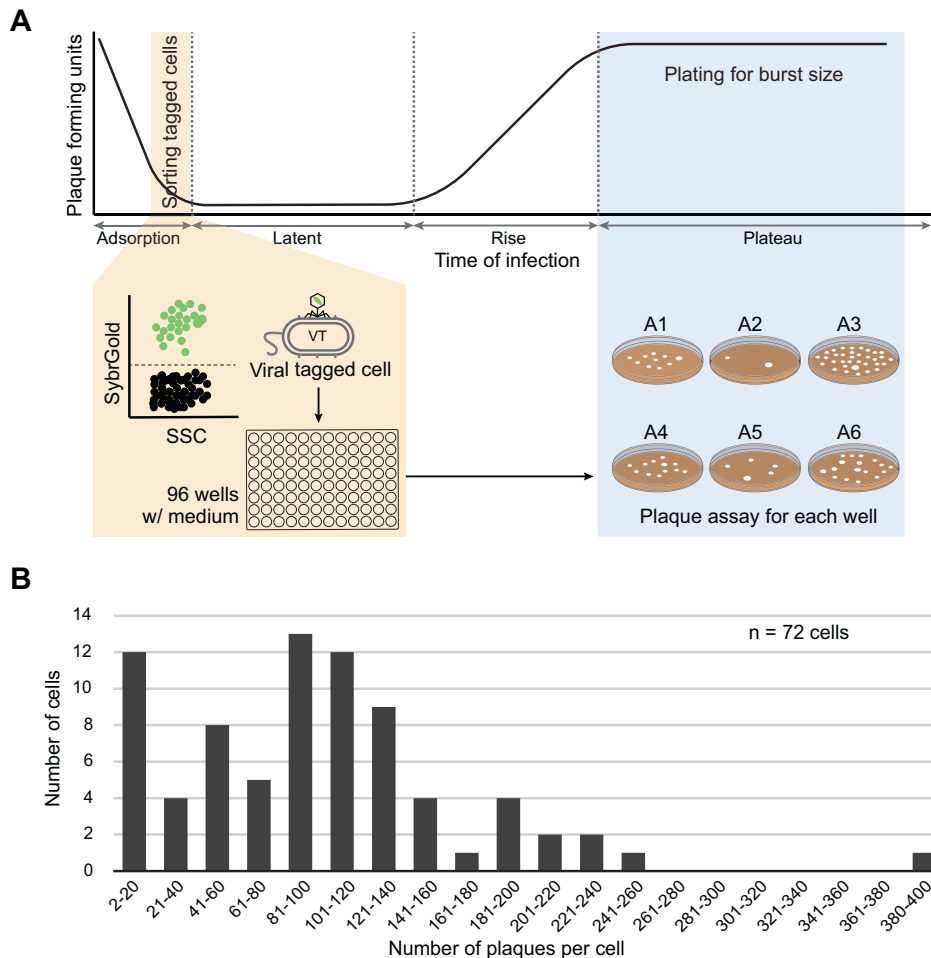 A
Plaque forming units
Sorting tagged cells
Plating for burst size
Adsorption
Latent
Rise
Plateau
Time of infection
SybrGold
SSC
VT
Viral tagged cell
96 wells
w/ medium
A1
A2
A3
A4
A5
A6
Plaque assay for each well
B
n = 72 cells
Number of cells
14
12
10
8
6
4
2
0
2-20
21-40
41-60
61-80
81-100
101-120
121-140
141-160
161-180
181-200
201-220
221-240
241-260
261-280
281-300
301-320
321-340
341-360
361-380
380-400
Number of plaques per cell